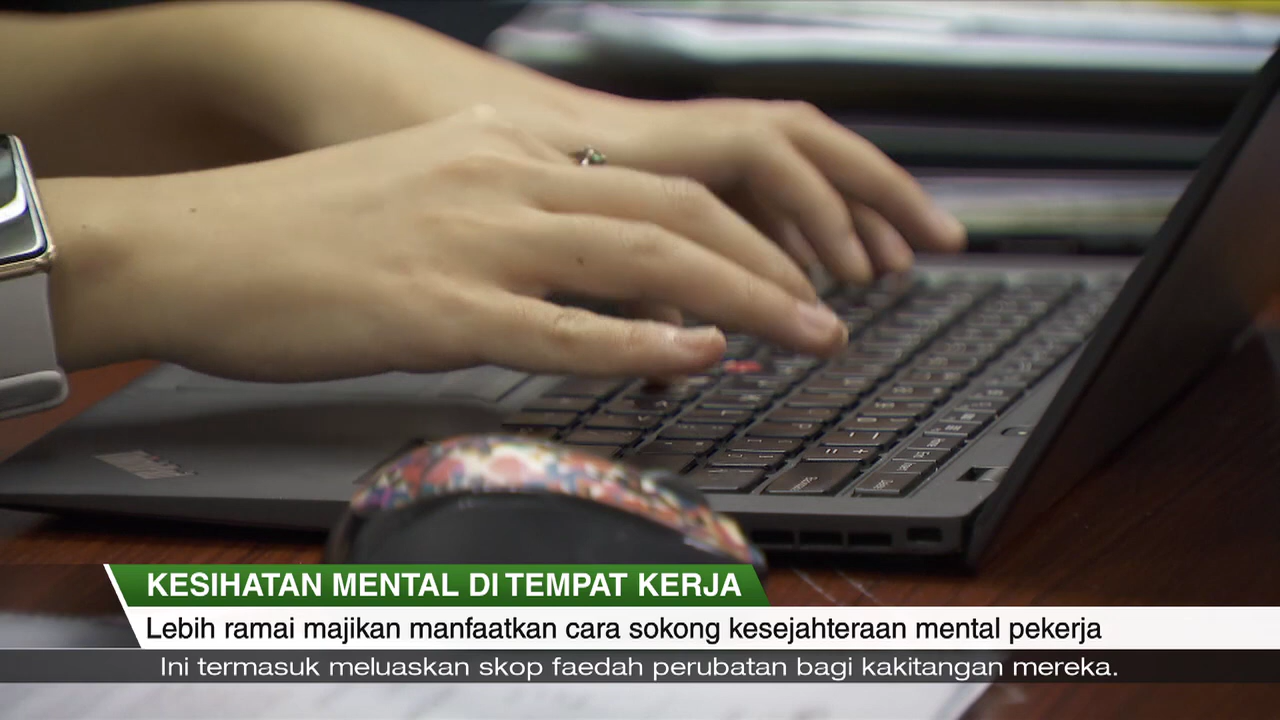 KESIHATAN MENTAL DI TEMPAT KERJA
Lebih ramai majikan manfaatkan cara sokong kesejahteraan mental pekerja
Ini termasuk meluaskan skop faedah perubatan bagi kakitangan mereka.